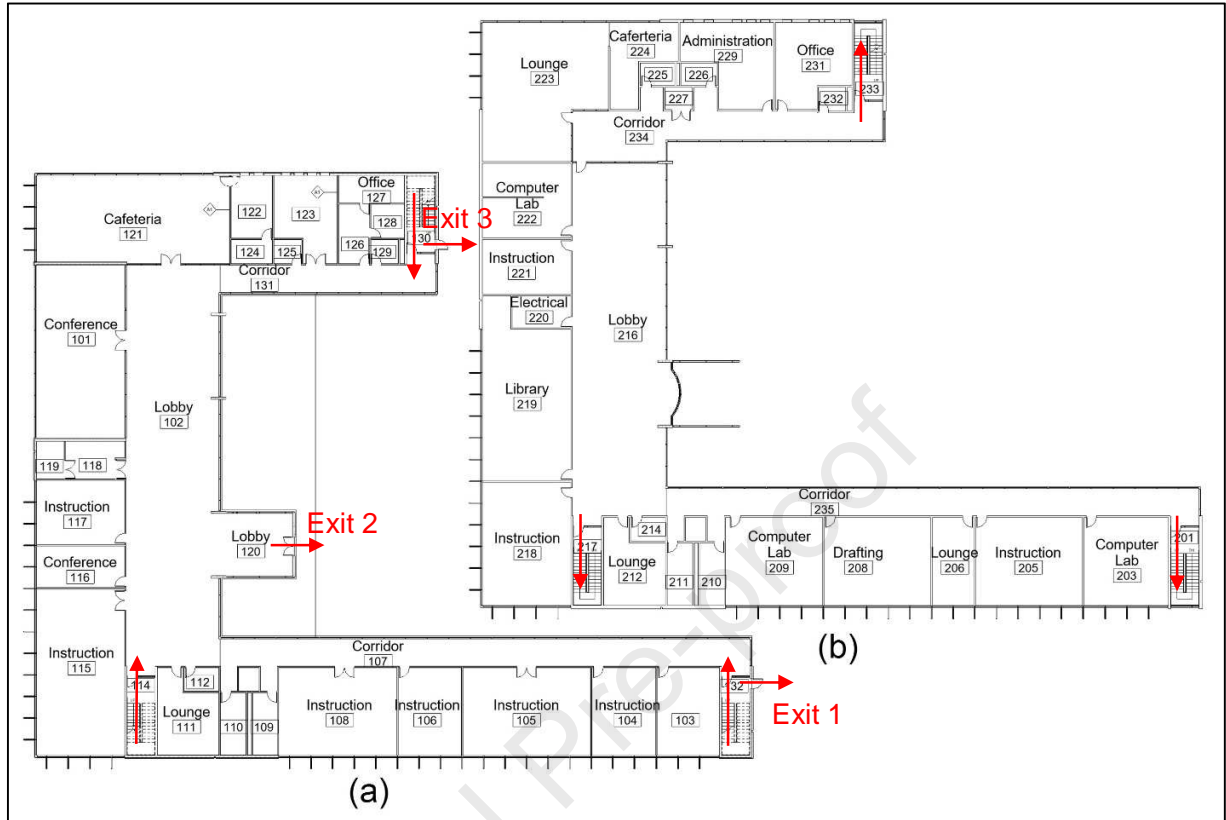 Caferteria
224
Administration
229
Office
231
Lounge
223
225
226
232
233
227
Corridor
234
Computer
Lab
222
Instruction
221
Electrical
220
Lobby
216
Library
219
Corridor
235
Instruction
218
217
214
Lounge
212
211
210
Computer
Lab
209
Drafting
208
Lounge
206
Instruction
205
Computer
Lab
203
201
(b)
Office
127
Cafeteria
121
122
123
128
Exit 3
124
125
126
129
Corridor
131
Conference
101
Lobby
102
119
118
Instruction
117
Lobby
120
Exit 2
Conference
116
Instruction
115
Corridor
107
114
112
Lounge
111
110
109
Instruction
108
Instruction
106
Instruction
105
Instruction
104
103
132
Exit 1
(a)
Pre-proof